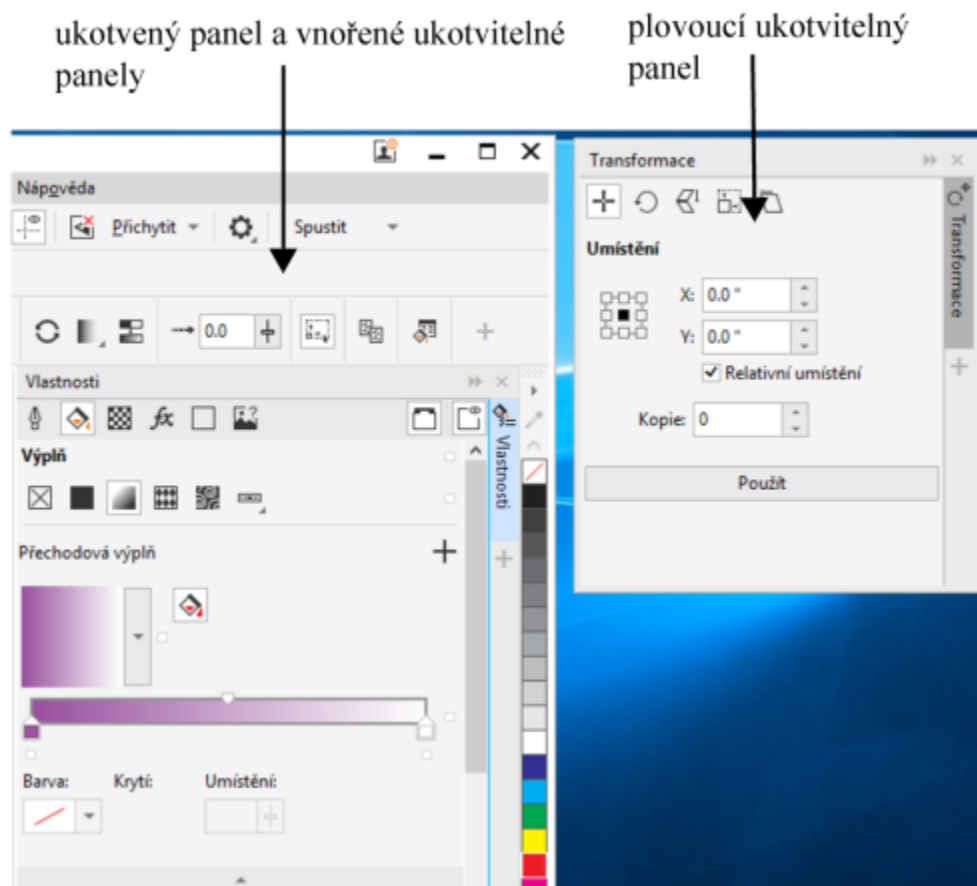 ukotvený panel a vnořené ukotvitelné
panely
plovoucí ukotvitelný
panel
Nápověda
Přichytit
Spustit
0.0
Vlastnosti
Vlastnosti
Výplň
Přechodová výplň
Barva:
Krytí:
Umístění:
Transformace
Transformace
Umístění
X: 0.0 "
Y: 0.0 "
Relativní umístění
Kopie: 0
Použít